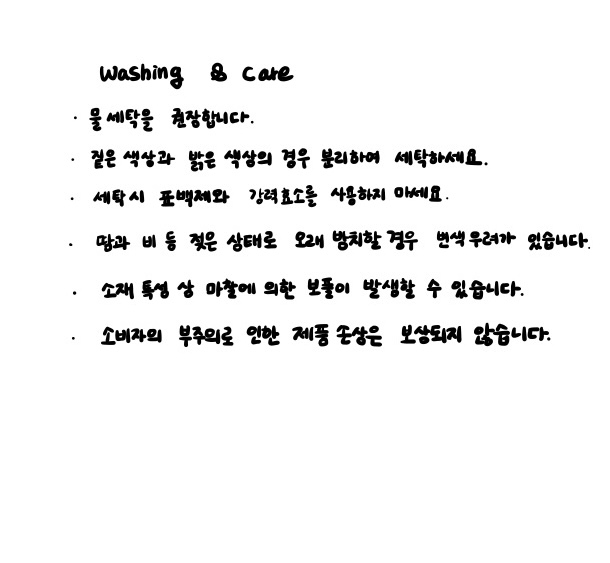 Washing & Care
· 물세탁을 권장합니다.
· 짙은 색상과 밝은 색상의 경우 분리하여 세탁하세요.
· 세탁시 표백제와 강력효소를 사용하지 마세요.
· 땀과 비 등 젖은 상태로 오래 방치할 경우 변색우려가 있습니다.
· 소재 특성 상 마찰에 의한 보풀이 발생할 수 있습니다.
· 소비자의 부주의로 인한 제품 손상은 보상되지 않습니다.